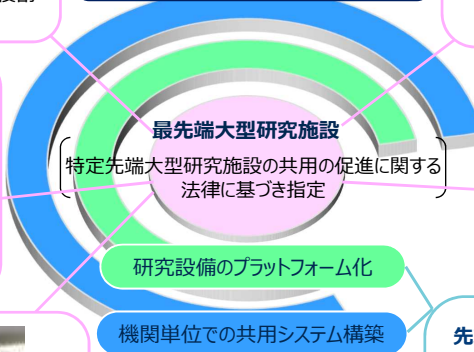 最先端大型研究施設
特定先端大型研究施設の共用の促進に関する
法律に基づき指定
研究設備のプラットフォーム化
機関単位での共用システム構築
先